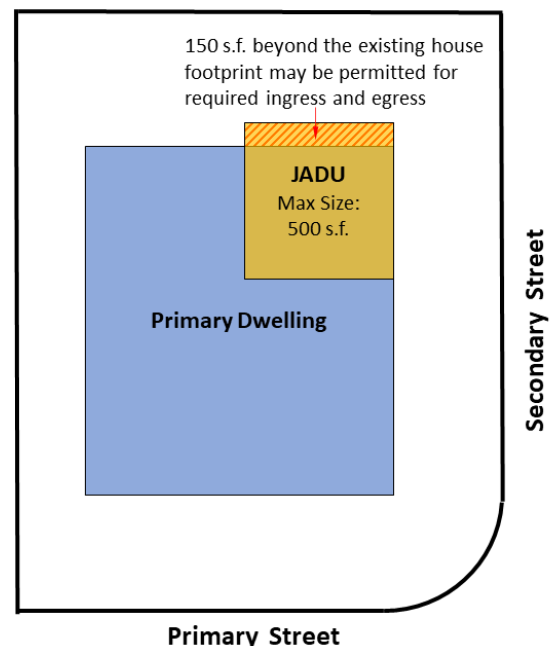 150 s.f. beyond the existing house
footprint may be permitted for
required ingress and egress
JADU
Max Size:
500 s.f.
Primary Dwelling
Secondary Street
Primary Street